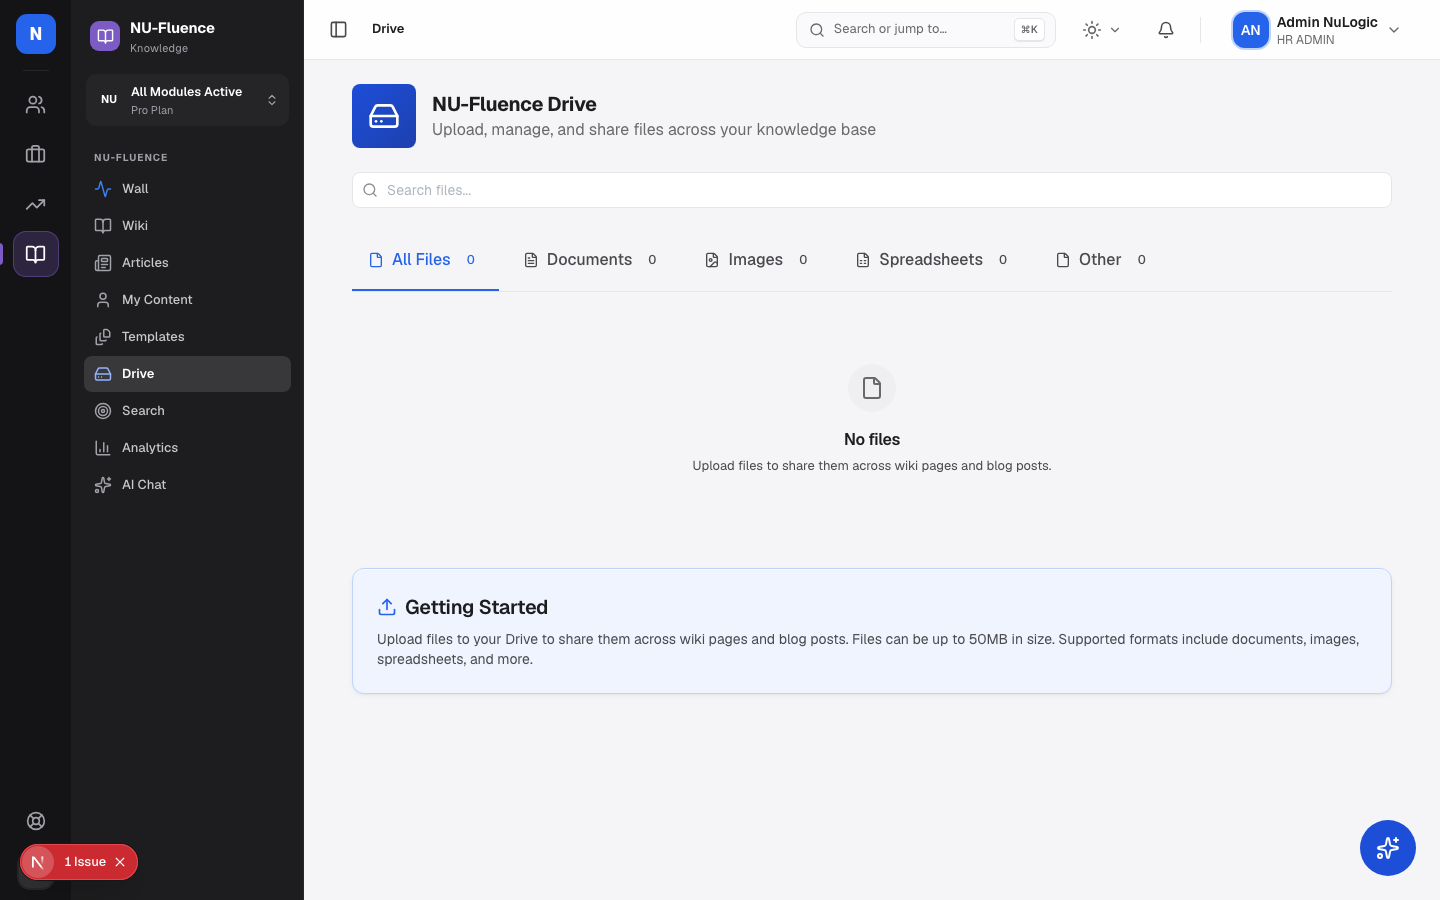 N
NU-Fluence
Knowledge
NU
All Modules Active
Pro Plan
NU-FLUENCE
Wall
Wiki
Articles
My Content
Templates
Drive
Search
Analytics
AI Chat
N
1 Issue
Drive
Search or jump to...
⌘K
AN
Admin NuLogic
HR ADMIN
NU-Fluence Drive
Upload, manage, and share files across your knowledge base
Search files...
All Files 0
Documents 0
Images 0
Spreadsheets 0
Other 0
No files
Upload files to share them across wiki pages and blog posts.
Getting Started
Upload files to your Drive to share them across wiki pages and blog posts. Files can be up to 50MB in size. Supported formats include documents, images,
spreadsheets, and more.